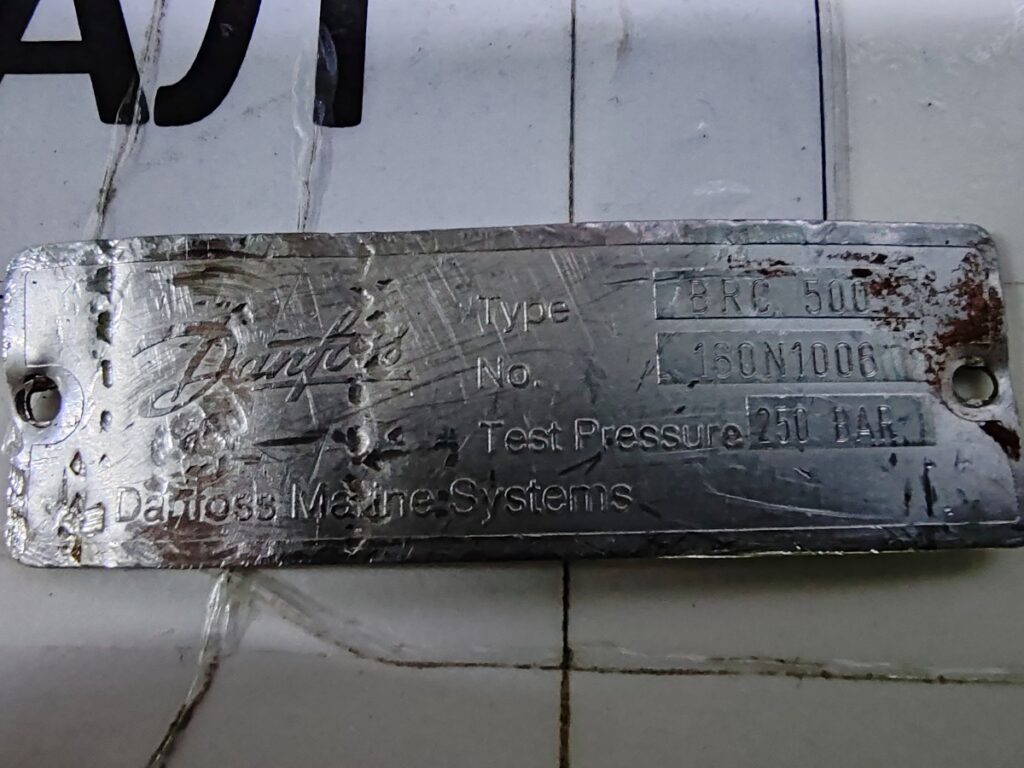 Danfoss
Type BRC 500
No. 160N1006
Test Pressure 250 BAR
Danfoss Marine Systems